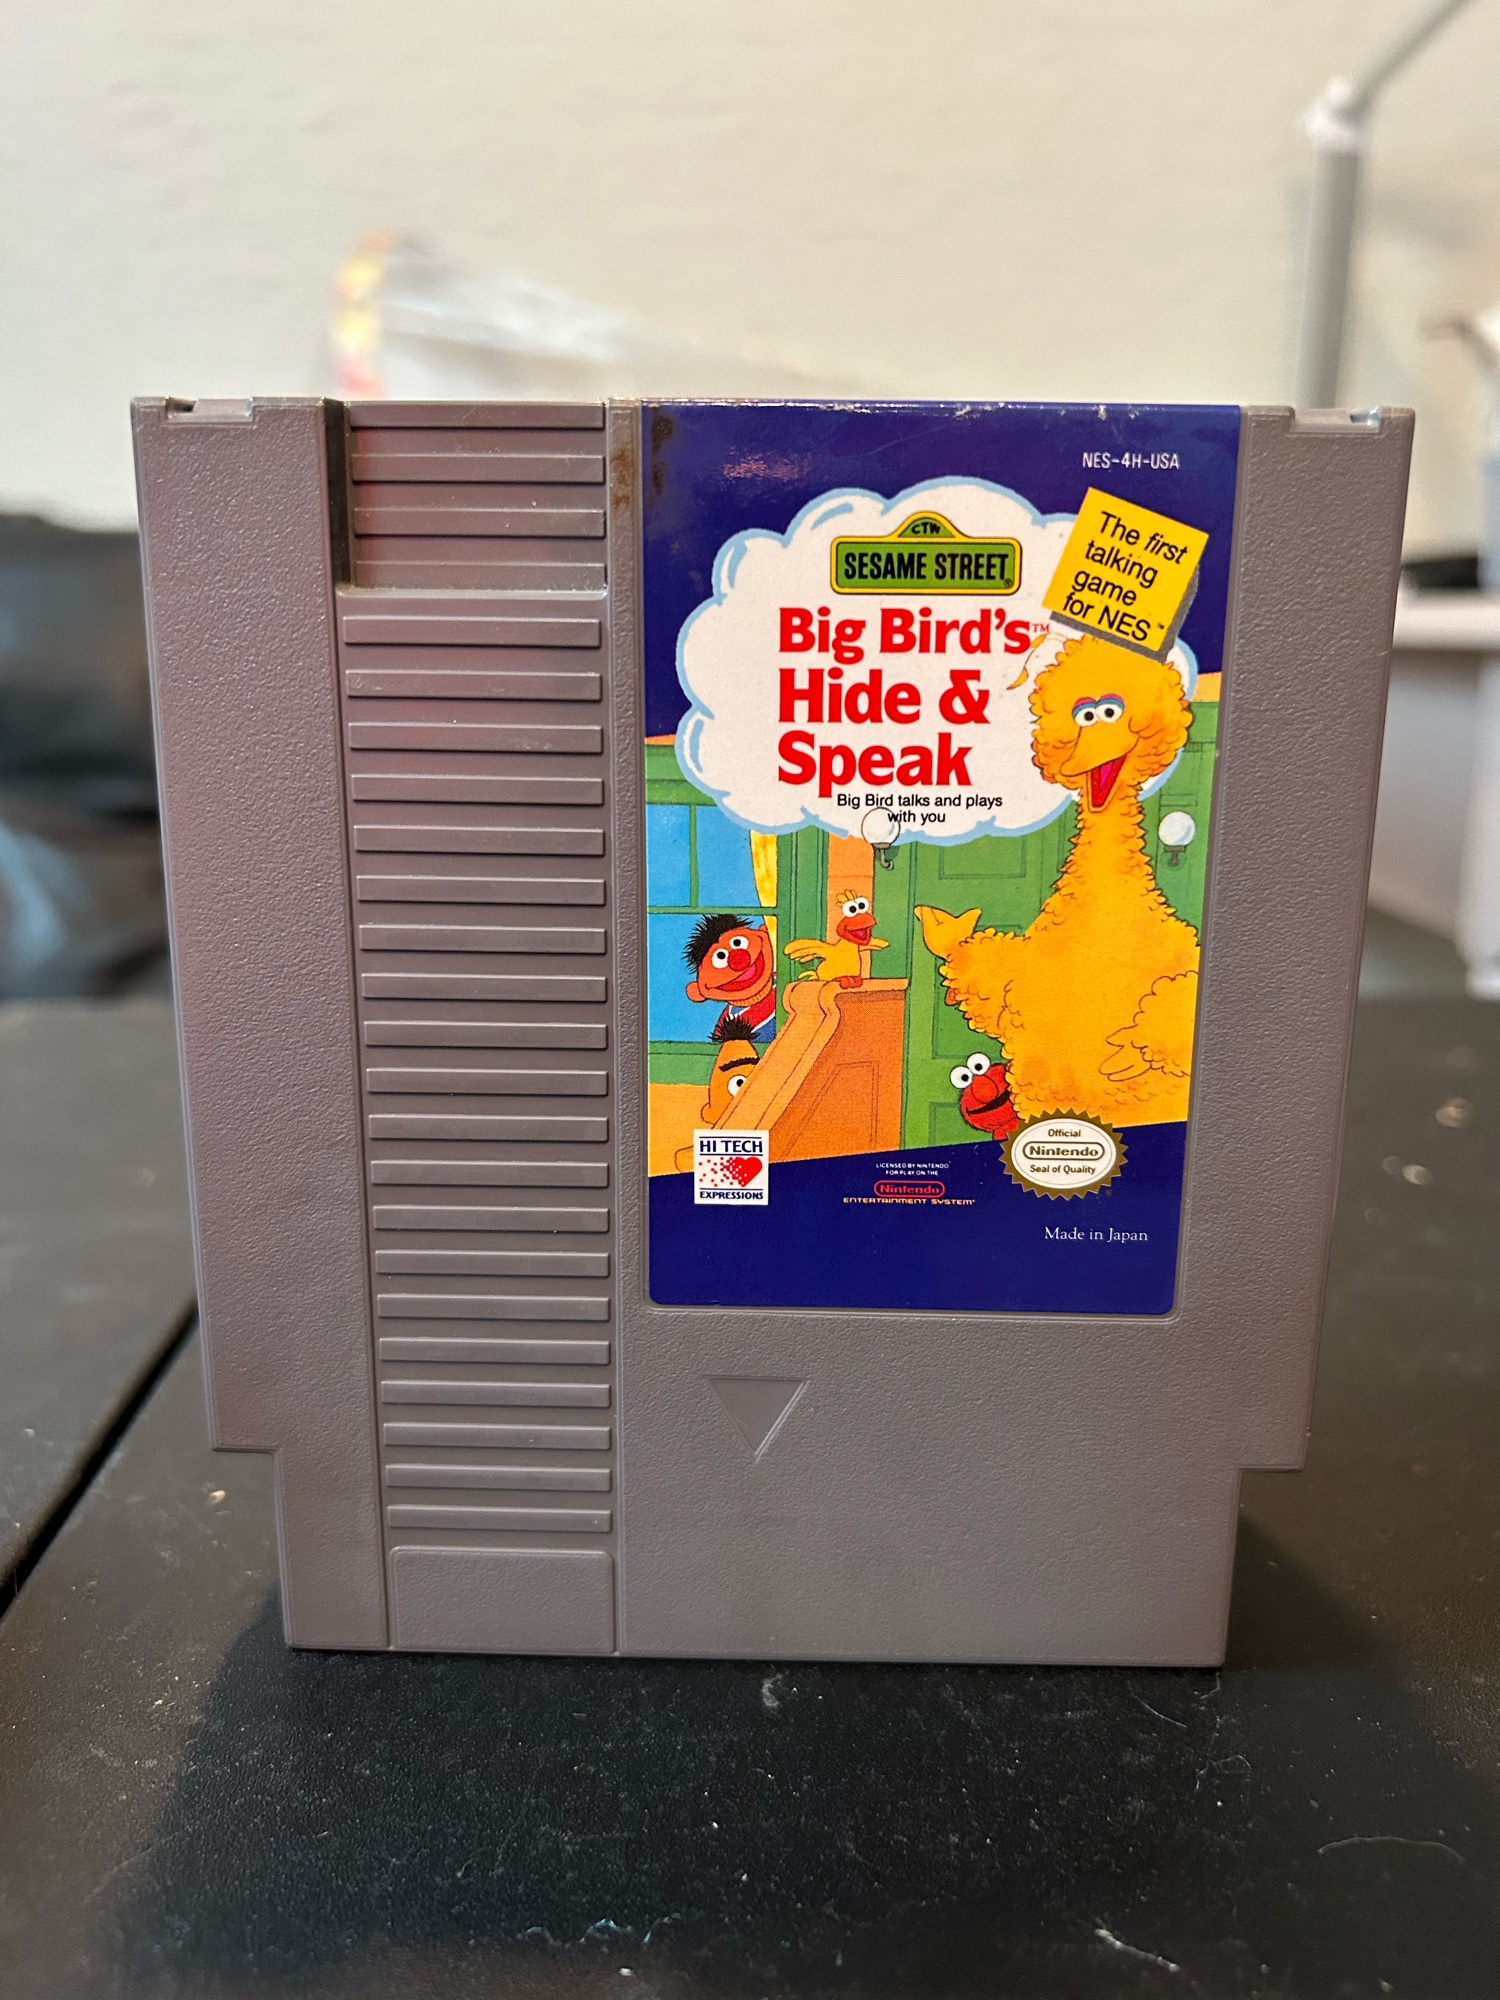 NES-4H-USA
CTW
SESAME STREET®
The first
talking
game
for NES™
Big Bird's™
Hide &
Speak
Big Bird talks and plays
with you
HI TECH
EXPRESSIONS
LICENSED BY NINTENDO
FOR PLAY ON THE
Nintendo
ENTERTAINMENT SYSTEM
Official
Nintendo
Seal of Quality
Made in Japan